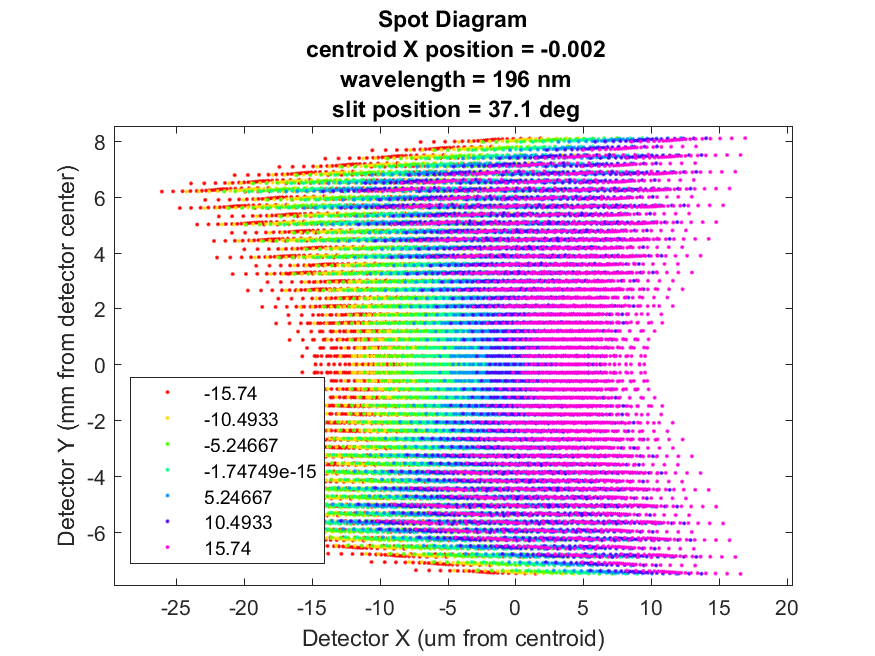 Spot Diagram
centroid X position = -0.002
wavelength = 196 nm
slit position = 37.1 deg
Detector Y (mm from detector center)
8
6
4
2
0
-2
-4
-6
-15.74
-10.4933
-5.24667
-1.74749e-15
5.24667
10.4933
15.74
-25 -20 -15 -10 -5 0 5 10 15 20
Detector X (um from centroid)